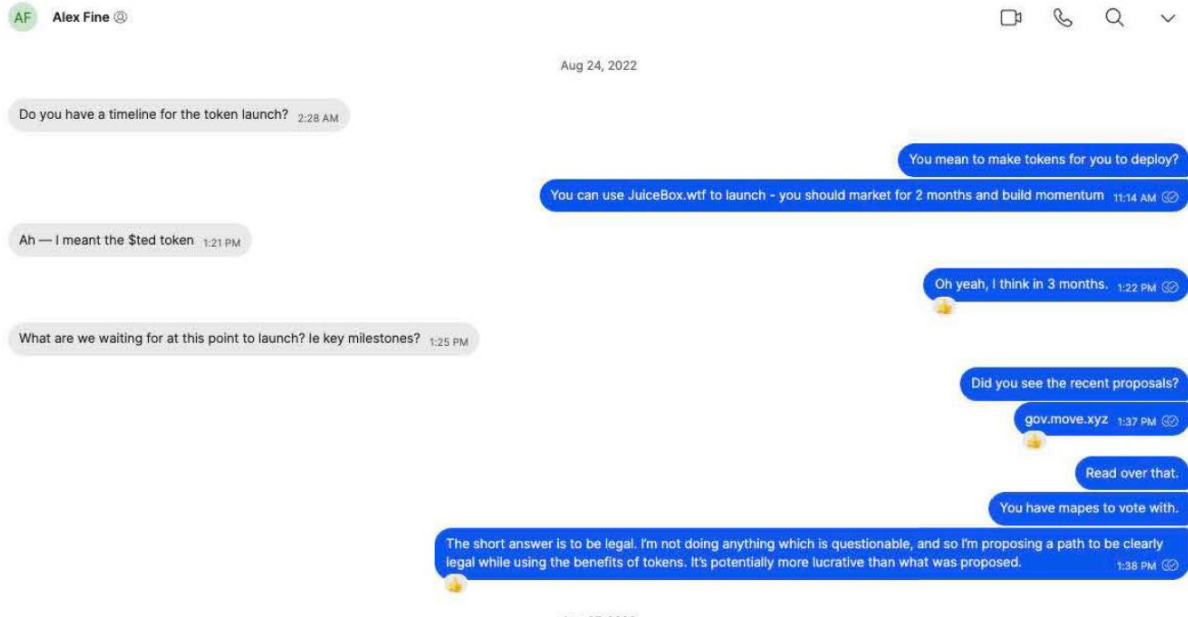 AF
Alex Fine
Aug 24, 2022
Do you have a timeline for the token launch? 2:28 AM
You mean to make tokens for you to deploy?
You can use JuiceBox.wtf to launch - you should market for 2 months and build momentum 11:14 AM
Ah — I meant the $ted token 1:21 PM
Oh yeah, I think in 3 months. 1:22 PM
What are we waiting for at this point to launch? Ie key milestones? 1:25 PM
Did you see the recent proposals?
gov.move.xyz 1:37 PM
Read over that.
You have mapes to vote with.
The short answer is to be legal. I'm not doing anything which is questionable, and so I'm proposing a path to be clearly
legal while using the benefits of tokens. It's potentially more lucrative than what was proposed. 1:38 PM